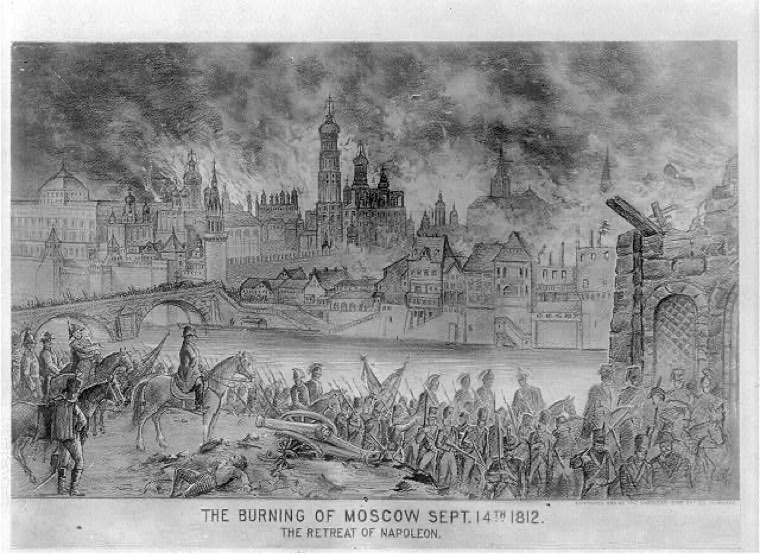 THE BURNING OF MOSCOW SEPT. 14TH 1812.
THE RETREAT OF NAPOLEON.